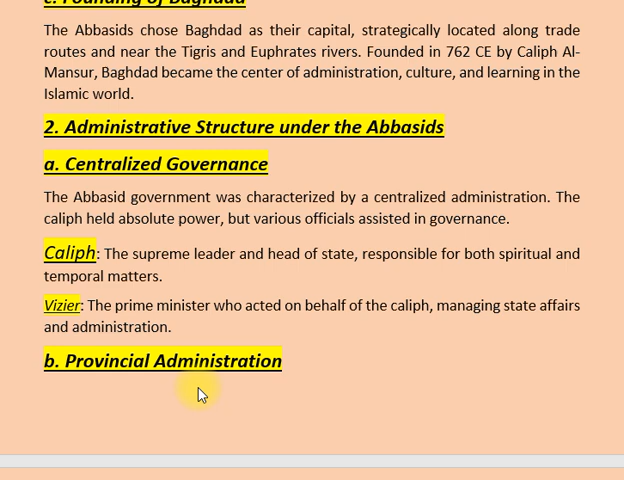 c. Founding of Baghdad
The Abbasids chose Baghdad as their capital, strategically located along trade
routes and near the Tigris and Euphrates rivers. Founded in 762 CE by Caliph Al-
Mansur, Baghdad became the center of administration, culture, and learning in the
Islamic world.
2. Administrative Structure under the Abbasids
a. Centralized Governance
The Abbasid government was characterized by a centralized administration. The
caliph held absolute power, but various officials assisted in governance.
Caliph: The supreme leader and head of state, responsible for both spiritual and
temporal matters.
Vizier: The prime minister who acted on behalf of the caliph, managing state affairs
and administration.
b. Provincial Administration